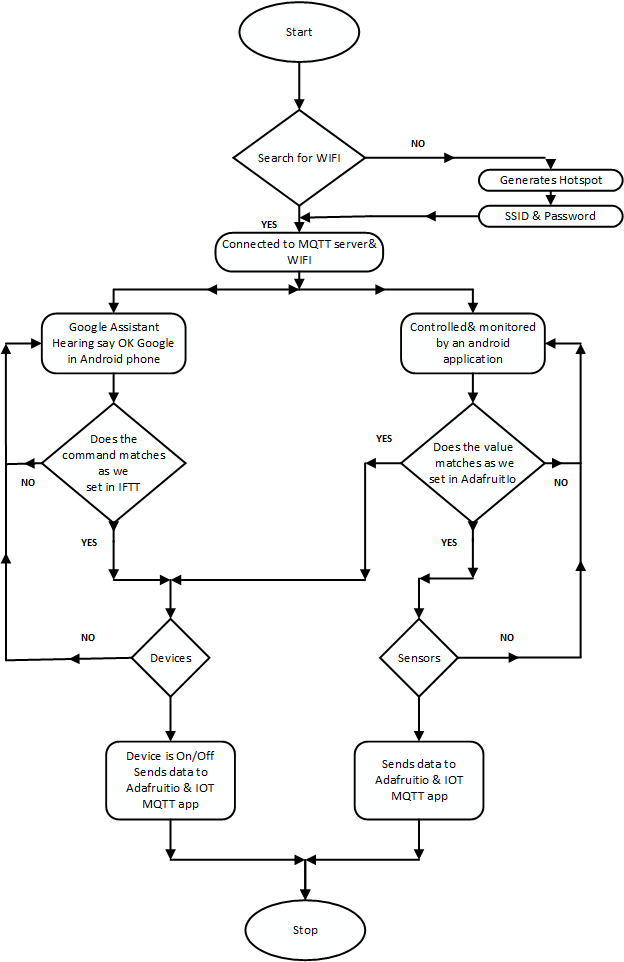 Start
Search for WIFI
NO
Generates Hotspot
SSID & Password
YES
Connected to MQTT server&
WIFI
Google Assistant
Hearing say OK Google
in Android phone
Controlled& monitored
by an android
application
Does the
command matches
as we
set in IFTT
NO
YES
YES
Does the value
matches as we
set in AdafruitIo
NO
YES
NO
Devices
Sensors
NO
Device is On/Off
Sends data to
Adafruitio & IOT
MQTT app
Sends data to
Adafruitio & IOT
MQTT app
Stop